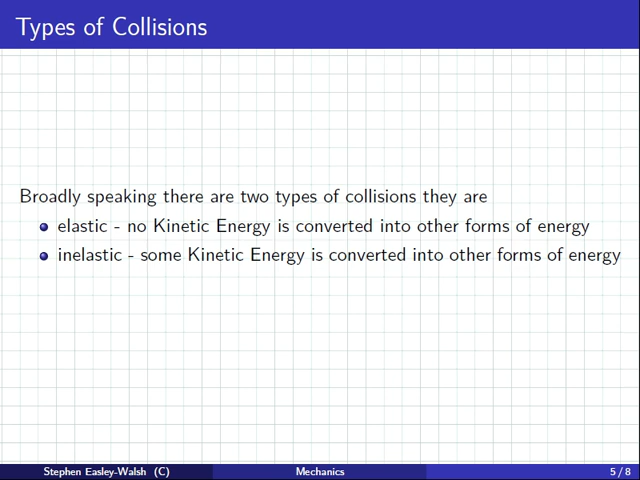 Types of Collisions
Broadly speaking there are two types of collisions they are
elastic - no Kinetic Energy is converted into other forms of energy
inelastic - some Kinetic Energy is converted into other forms of energy
Stephen Easley-Walsh (C)
Mechanics
5 / 8